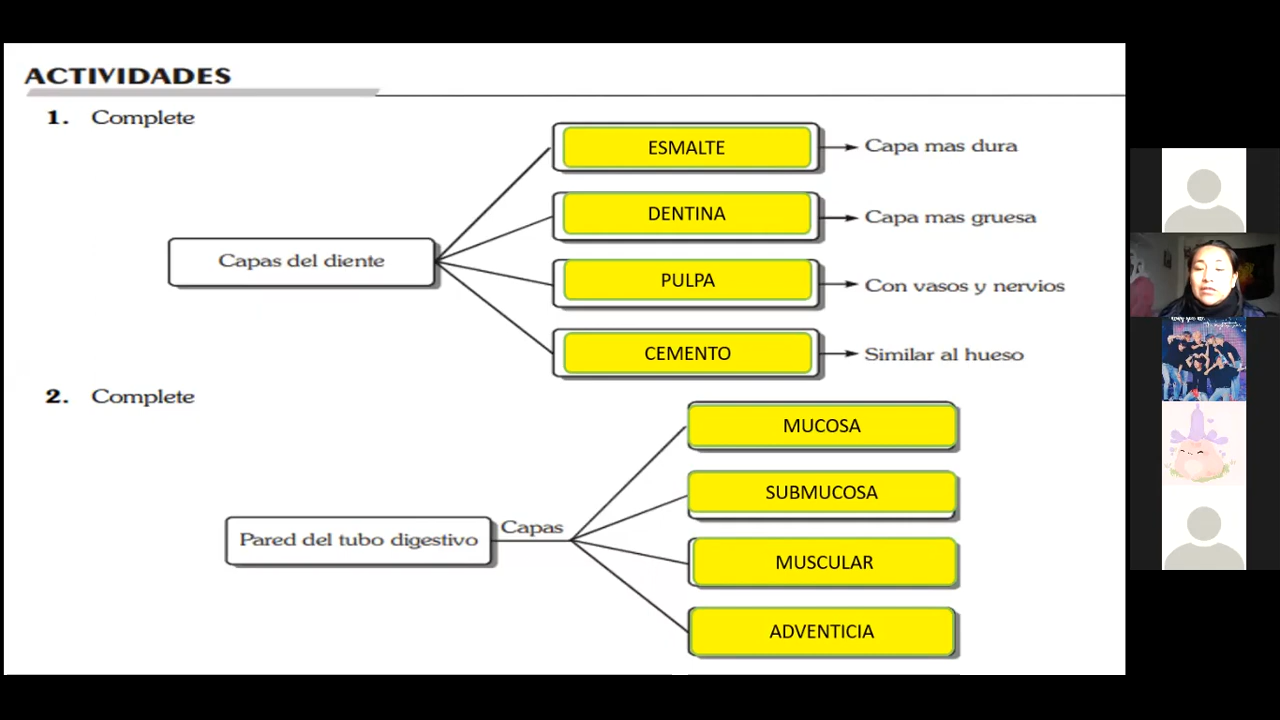 ACTIVIDADES
1. Complete
Capas del diente
ESMALTE
Capa mas dura
DENTINA
Capa mas gruesa
PULPA
Con vasos y nervios
CEMENTO
Similar al hueso
2. Complete
Pared del tubo digestivo
Capas
MUCOSA
SUBMUCOSA
MUSCULAR
ADVENTICIA